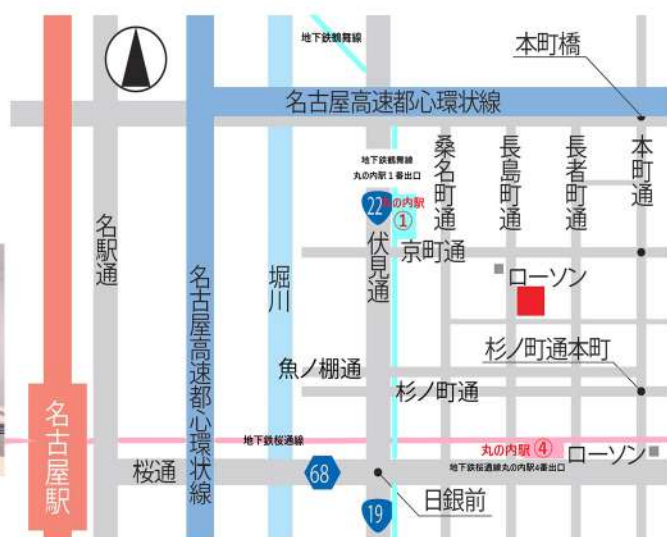 地下鉄鶴舞線
本町橋
名古屋高速都心環状線
地下鉄鶴舞線
丸の内駅1番出口
22
丸の内駅
①
桑名町通
長島町通
長者町通
本町通
名駅通
伏見通
京町通
名古屋高速都心環状線
堀川
ローソン
杉ノ町通本町
魚ノ棚通
杉ノ町通
名古屋駅
地下鉄桜通線
丸の内駅④
ローソン
地下鉄桜通線丸の内駅4番出口
桜通
68
日銀前
19